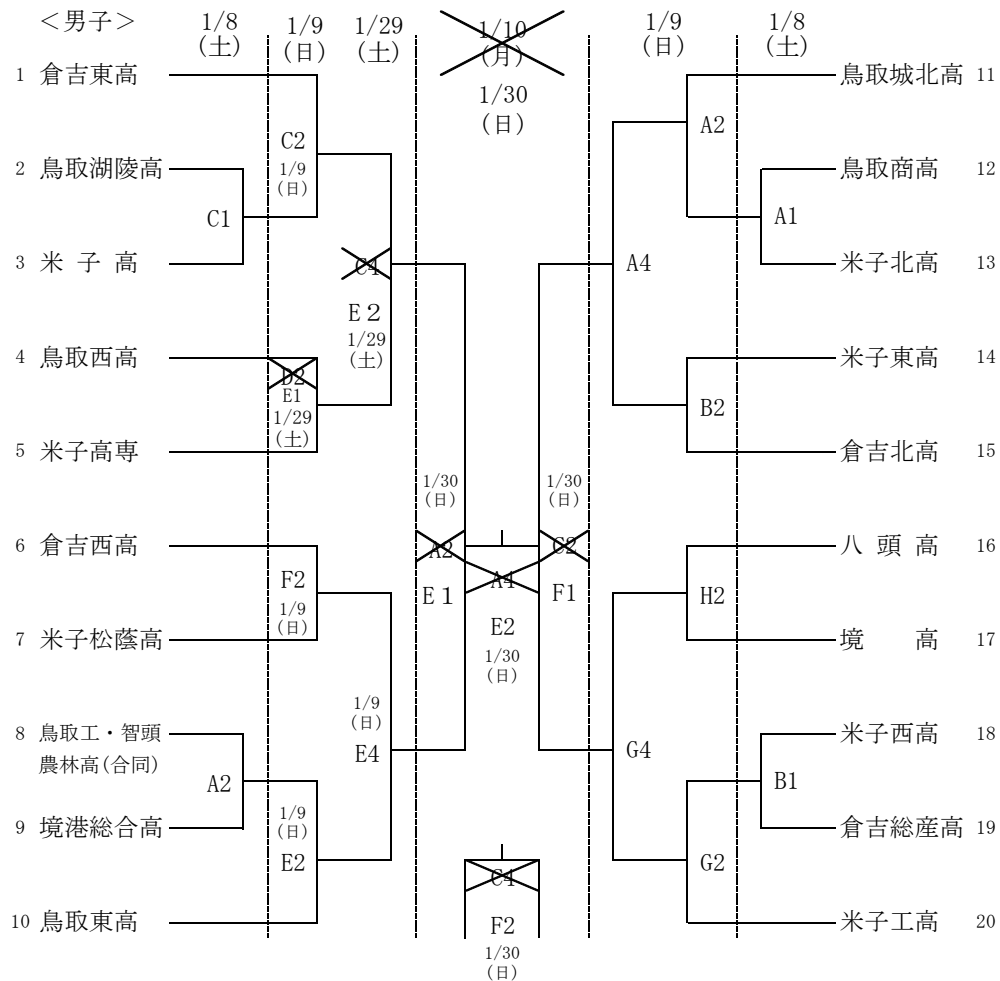 ＜男子＞
1/8
(土)
1/9
(日)
1/29
(土)
1/10
(月)
1/30
(日)
1/9
(日)
1/8
(土)
1 倉吉東高
2 鳥取湖陵高
3 米 子 高
4 鳥取西高
5 米子高専
6 倉吉西高
7 米子松蔭高
8 鳥取工・智頭
農林高(合同)
9 境港総合高
10 鳥取東高
C1
A2
C2
1/9
(日)
D2
E1
1/29
(土)
F2
1/9
(日)
1/9
(日)
E2
C4
E２
1/29
(土)
1/9
(日)
E4
1/30
(日)
A2
E１
A4
E2
1/30
(日)
C4
F2
1/30
(日)
1/30
(日)
C2
F1
A4
G4
A2
B2
H2
G2
A1
B1
鳥取城北高 11
鳥取商高 12
米子北高 13
米子東高 14
倉吉北高 15
八 頭 高 16
境 高 17
米子西高 18
倉吉総産高 19
米子工高 20